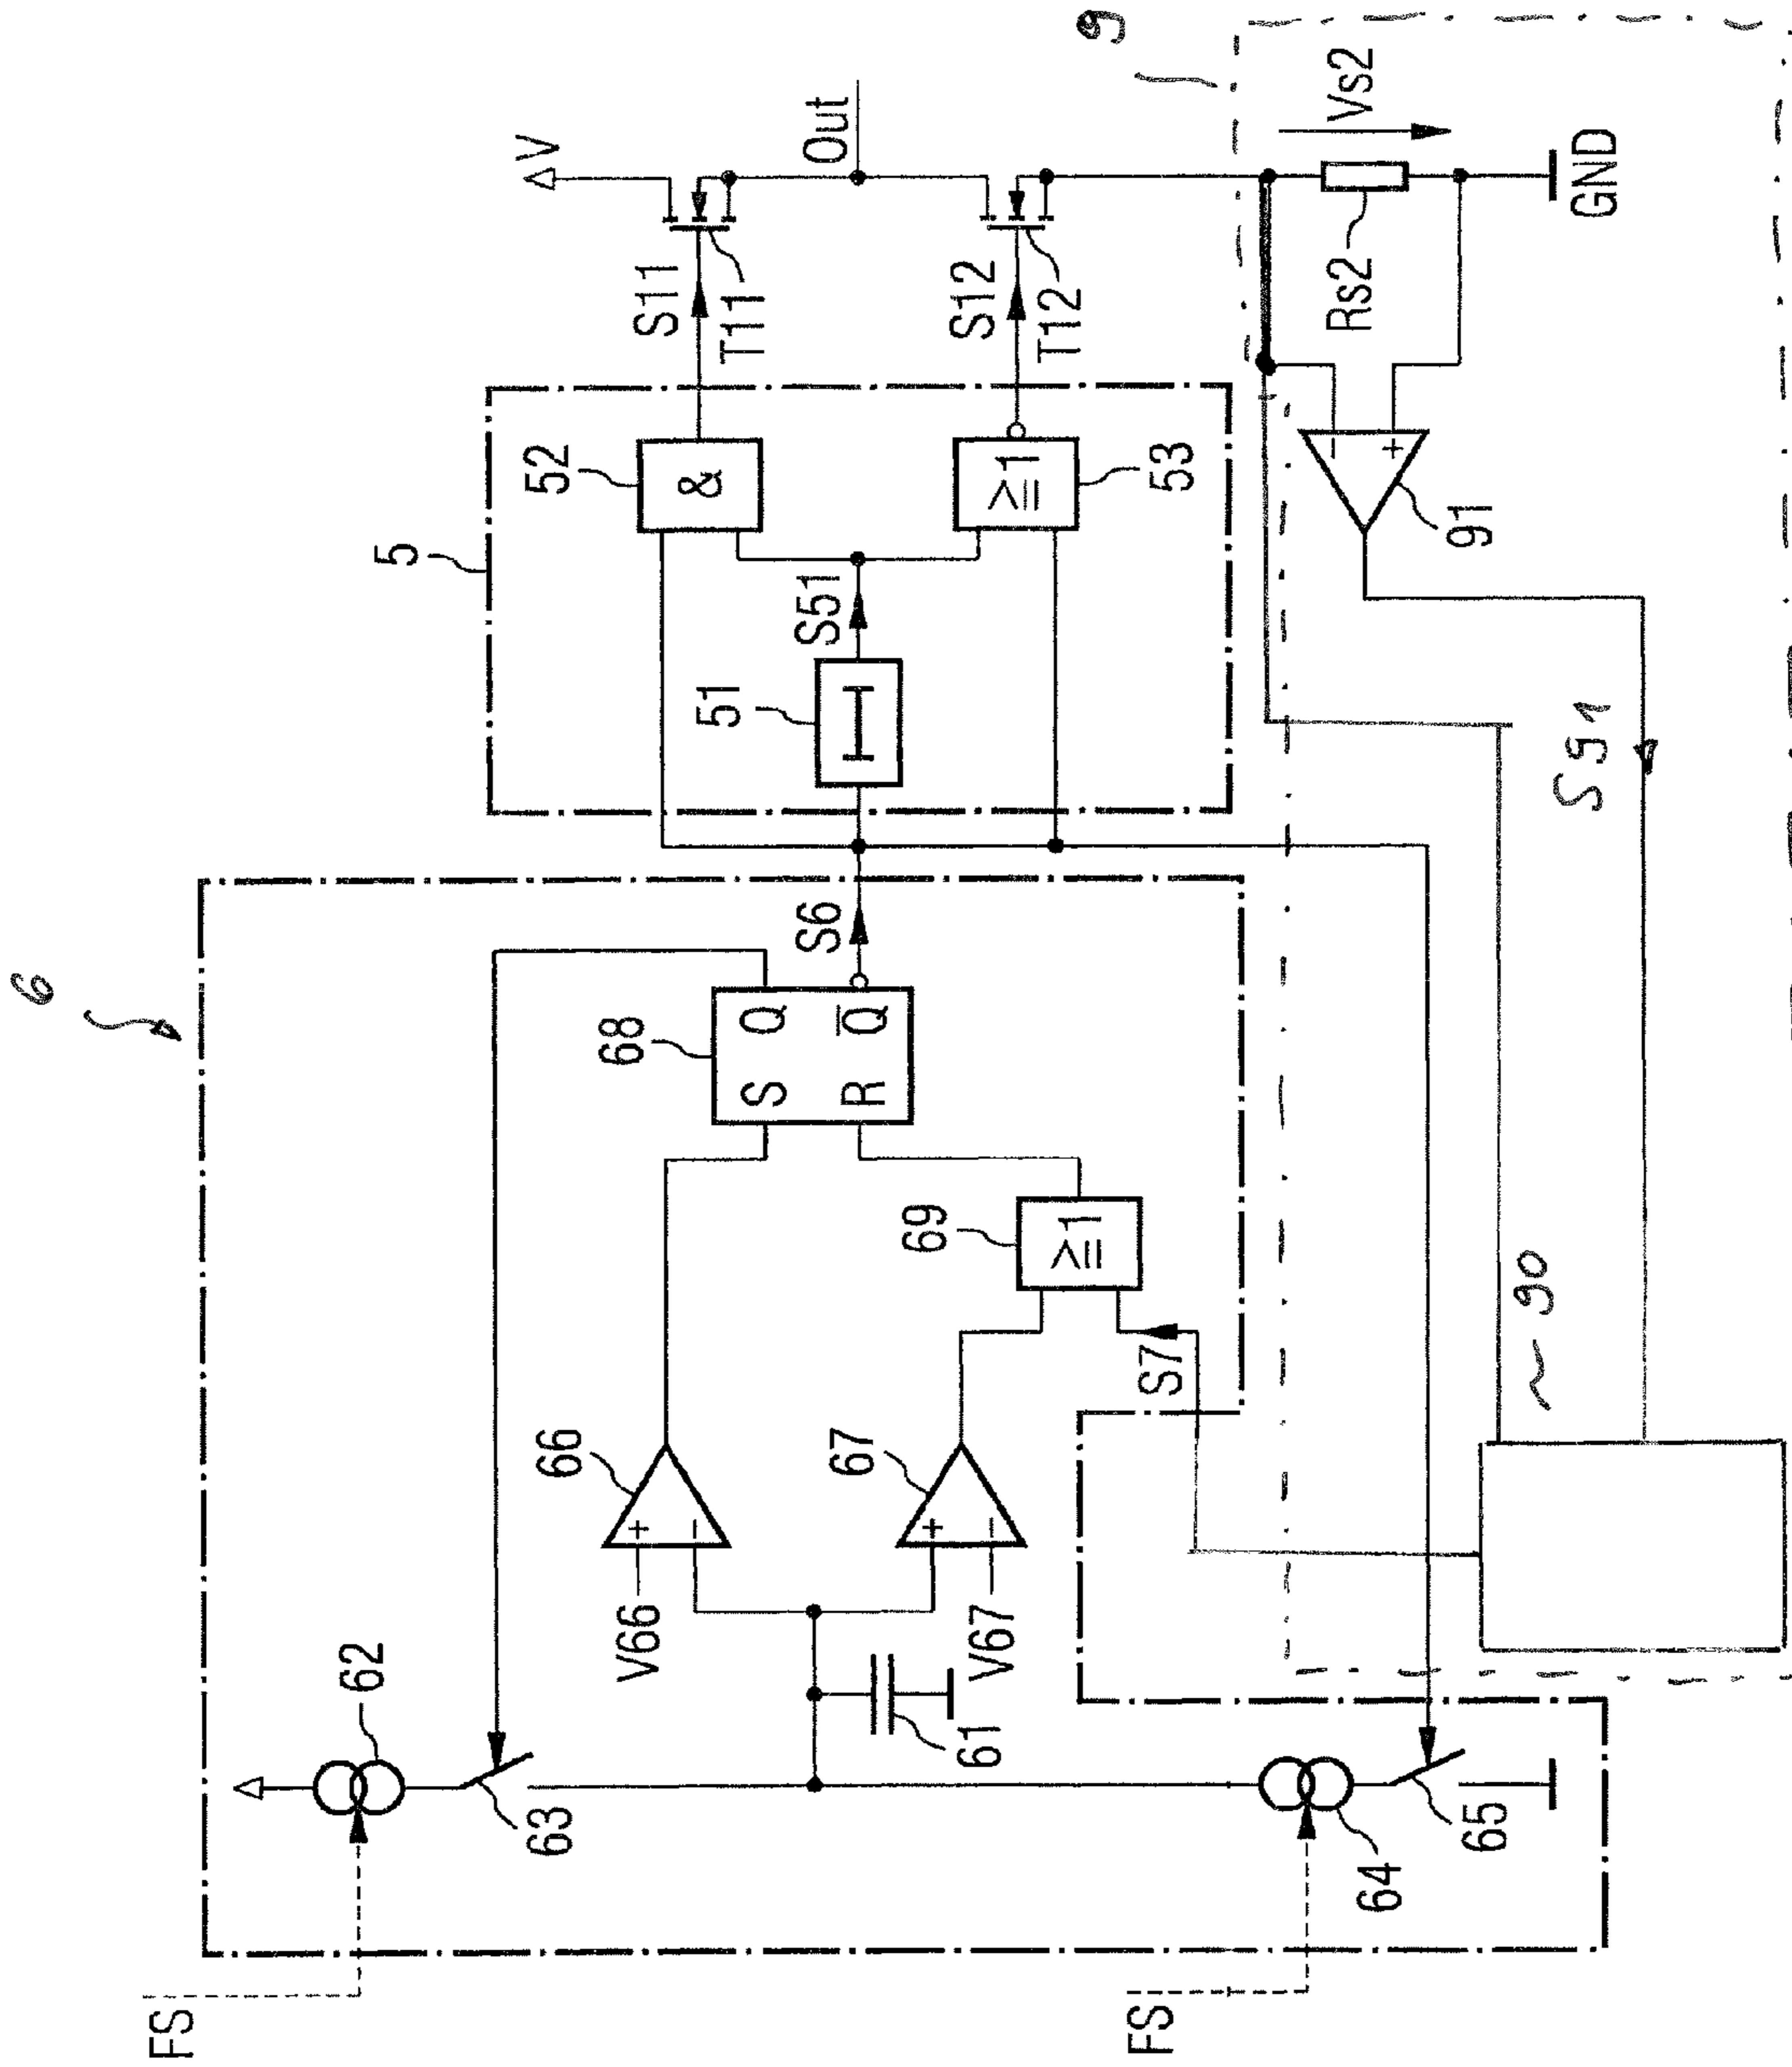 6
FS
62
63
66
+
−
V66
67
+
−
V67
61
68
S Q
R Q̅
S6
69
≥1
S7
FS
64
65
5
51
S51
52
&
53
≥1
S11
T11
S12
T12
V
Out
9
Vs2
Rs2
GND
−
+
91
S91
90